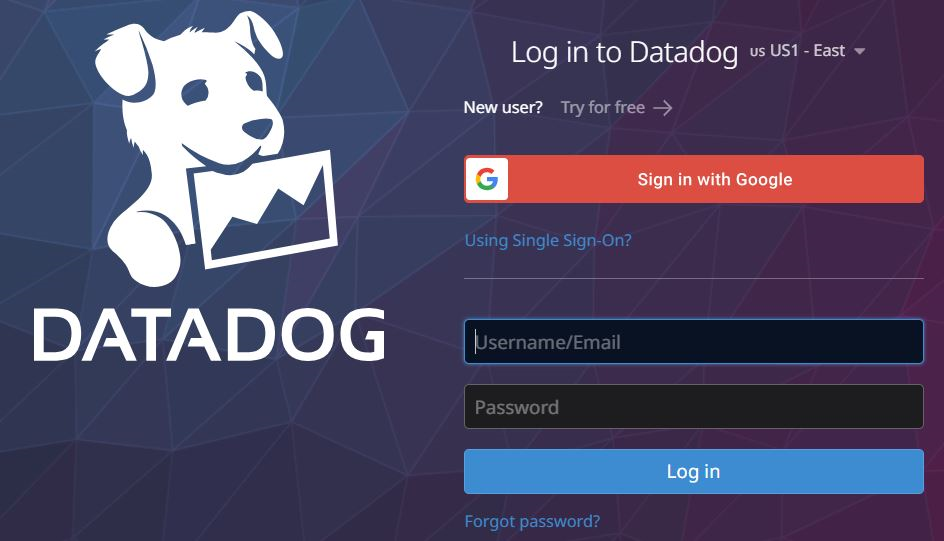 DATADOG
Log in to Datadog us US1 - East
New user? Try for free →
Sign in with Google
Using Single Sign-On?
Username/Email
Password
Log in
Forgot password?